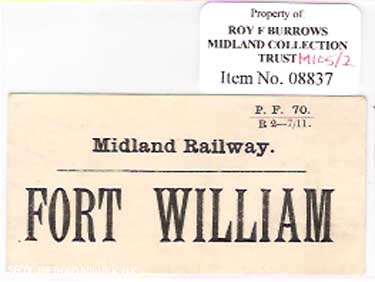 Property of
ROY F BURROWS
MIDLAND COLLECTION
TRUST MICS/2
Item No. 08837
P. F. 70.
R 2—7/11.
Midland Railway.
FORT WILLIAM